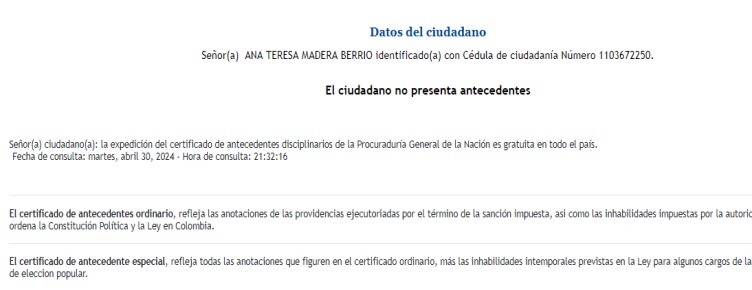 Datos del ciudadano
Señor(a) ANA TERESA MADERA BERRIO identificado(a) con Cédula de ciudadanía Número 1103672250.
El ciudadano no presenta antecedentes
Señor(a) ciudadano(a): la expedición del certificado de antecedentes disciplinarios de la Procuraduría General de la Nación es gratuita en todo el país.
Fecha de consulta: martes, abril 30, 2024 - Hora de consulta: 21:32:16
El certificado de antecedentes ordinario, refleja las anotaciones de las providencias ejecutoriadas por el término de la sanción impuesta, asi como las inhabilidades impuestas por la
ordena la Constitución Política y la Ley en Colombia.
El certificado de antecedente especial, refleja todas las anotaciones que figuren en el certificado ordinario, más las inhabilidades intemporales previstas en la Ley para algunos cargos de la
de eleccion popular.